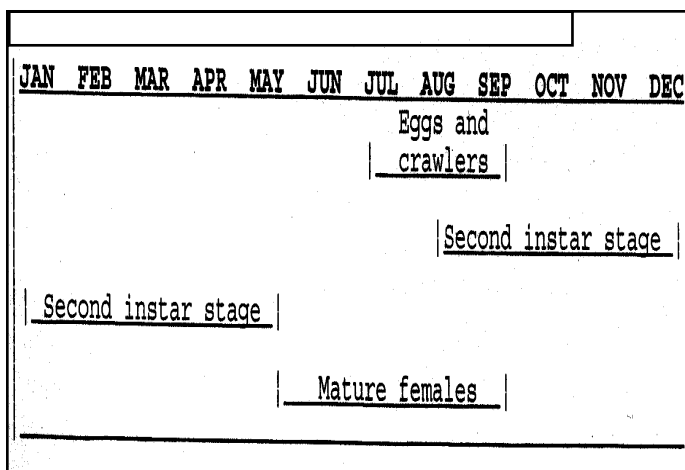 JAN FEB MAR APR MAY JUN JUL AUG SEP OCT NOV DEC
Eggs and
crawlers
Second instar stage
Second instar stage
Mature females